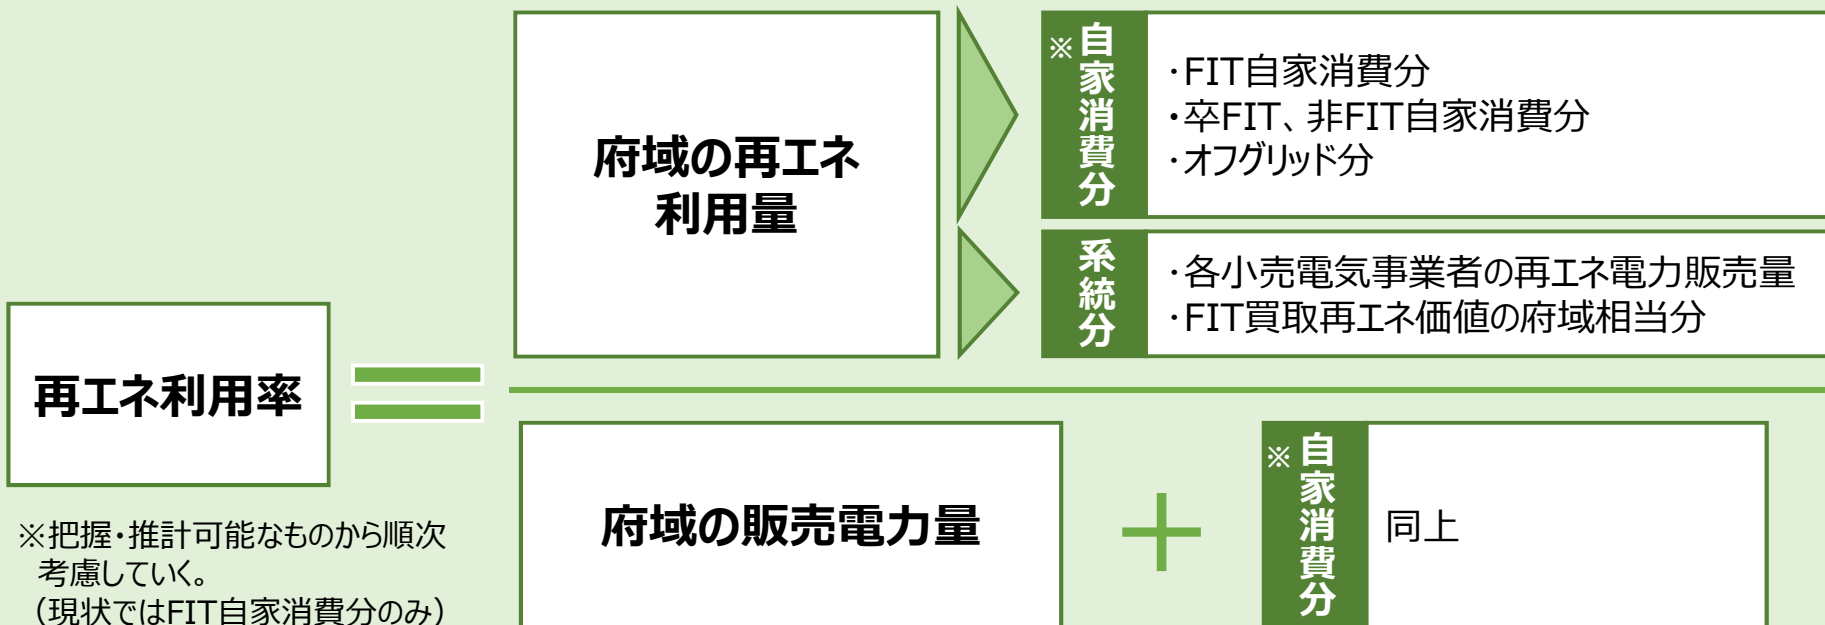 再エネ利用率
府域の再エネ
利用量
※自家消費分
・FIT自家消費分
・卒FIT、非FIT自家消費分
・オフグリッド分
系統分
・各小売電気事業者の再エネ電力販売量
・FIT買取再エネ価値の府域相当分
府域の販売電力量
＋
※自家消費分
同上
※把握・推計可能なものから順次
考慮していく。
（現状ではFIT自家消費分のみ）